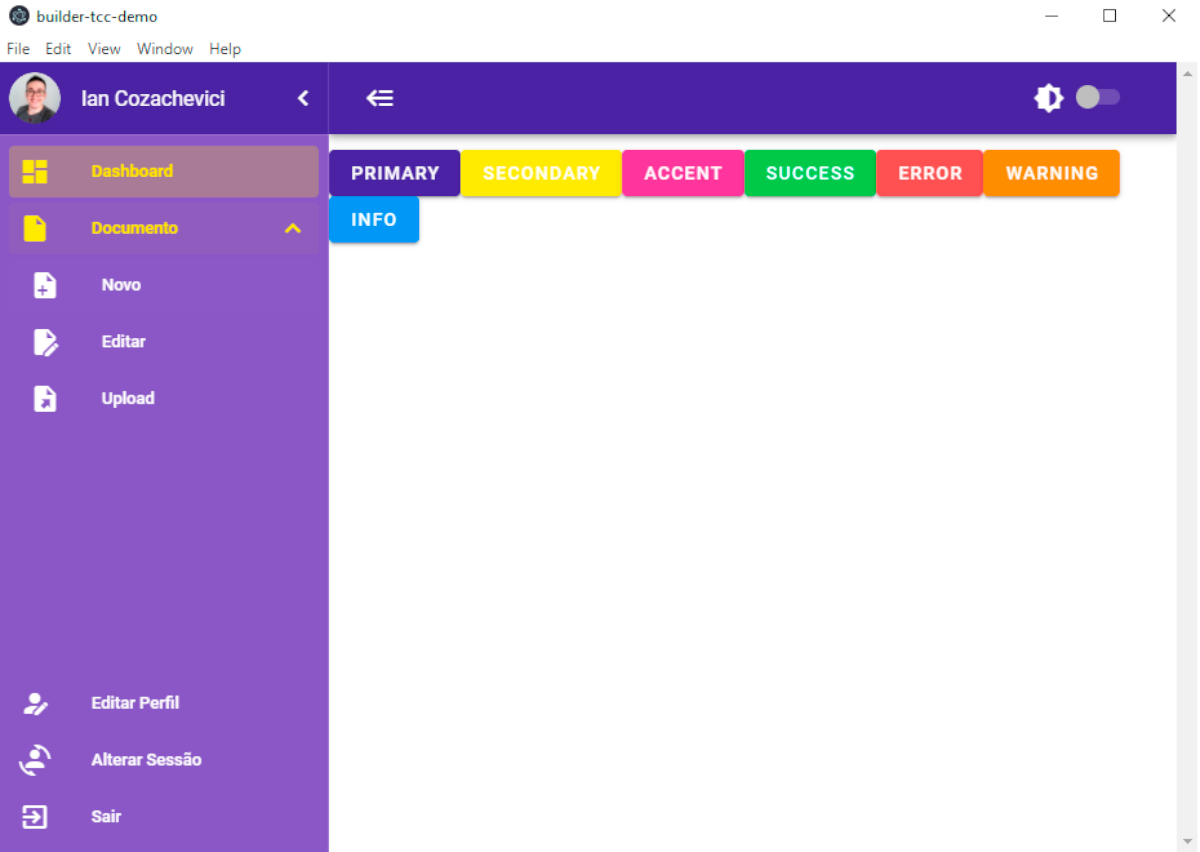 builder-tcc-demo
File Edit View Window Help
Ian Cozachevici
Dashboard
Documento
Novo
Editar
Upload
Editar Perfil
Alterar Sessão
Sair
PRIMARY SECONDARY ACCENT SUCCESS ERROR WARNING
INFO